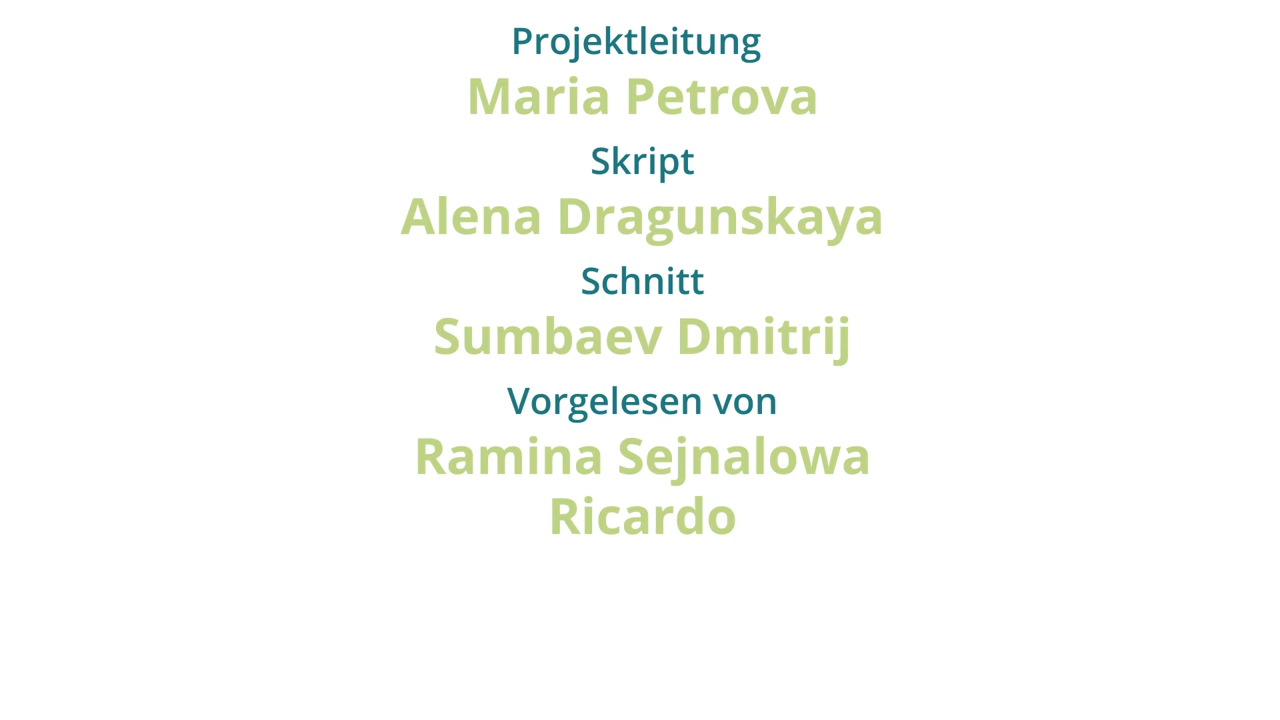 Projektleitung
Maria Petrova
Skript
Alena Dragunskaya
Schnitt
Sumbaev Dmitrij
Vorgelesen von
Ramina Sejnalowa
Ricardo